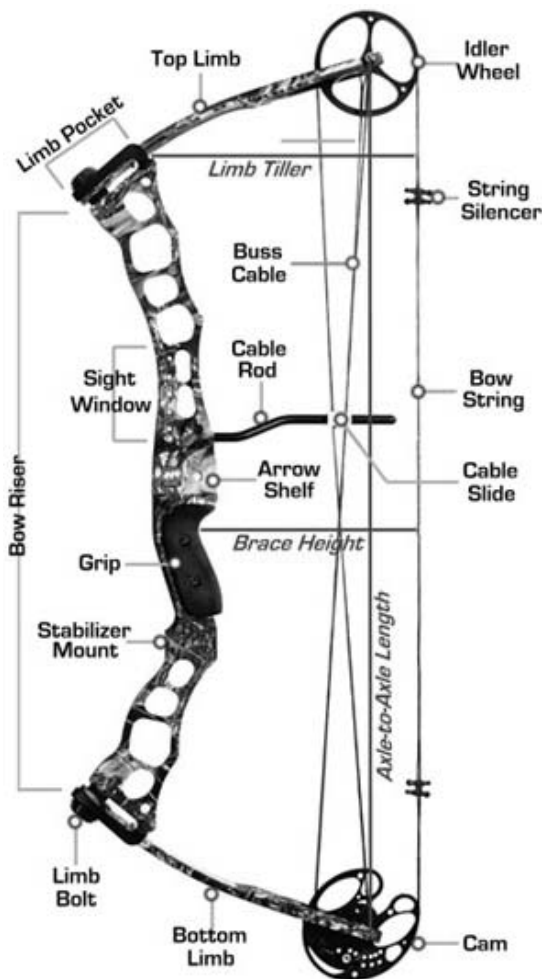 Idler
Wheel
Top Limb
Limb Pocket
Limb Tiller
String
Silencer
Buss
Cable
Cable
Rod
Sight
Window
Bow
String
Arrow
Shelf
Cable
Slide
Bow Riser
Brace Height
Grip
Stabilizer
Mount
Axle-to-Axle Length
Limb
Bolt
Bottom
Limb
Cam